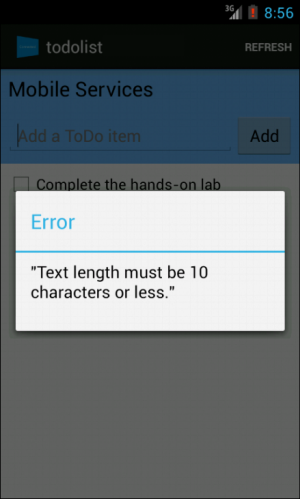 3G 8:56
todolist REFRESH
Mobile Services
Add a ToDo item Add
Complete the hands-on lab
Error
"Text length must be 10
characters or less."